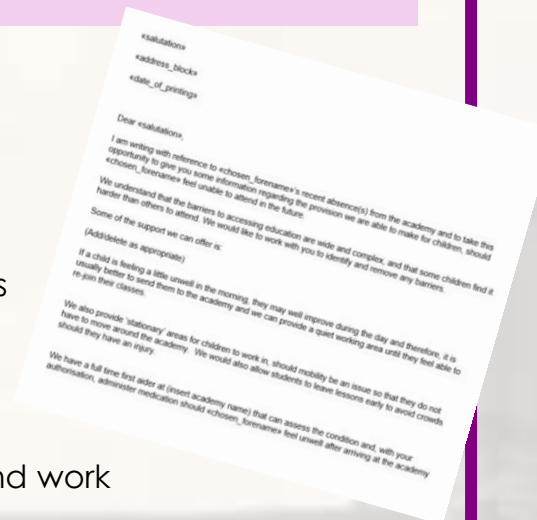 «salutation»
«address_block»
«date_of_printing»
Dear «salutation»,
I am writing with reference to «chosen_forename»'s recent absence(s) from the academy and to take this
opportunity to give you some information regarding the provision we are able to make for children, should
«chosen_forename» feel unable to attend in the future.
We understand that the barriers to accessing education are wide and complex, and that some children find it
harder than others to attend. We would like to work with you to identify and remove any barriers.
Some of the support we can offer is:
(Add/delete as appropriate)
If a child is feeling a little unwell in the morning, they may well improve during the day and therefore, it is
usually better to send them to the academy and we can provide a quiet working area until they feel able to
re-join their classes.
We also provide 'stationary' areas for children to work in, should mobility be an issue so that they do not
have to move around the academy. We would also allow students to leave lessons early to avoid crowds
should they have an injury.
We have a full time first aider at (insert academy name) that can assess the condition and, with your
authorisation, administer medication should «chosen_forename» feel unwell after arriving at the academy
s
nd work